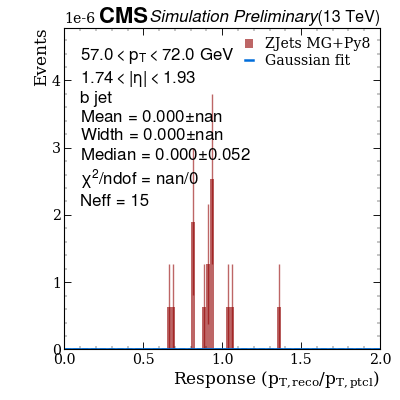 1e-6 CMS Simulation Preliminary (13 TeV)
Events
ZJets MG+Py8
Gaussian fit
57.0 < pT < 72.0 GeV
1.74 < |η| < 1.93
b jet
Mean = 0.000±nan
Width = 0.000±nan
Median = 0.000±0.052
χ²/ndof = nan/0
Neff = 15
4
3
2
1
0
0.0 0.5 1.0 1.5 2.0
Response (pT,reco/pT,ptcl)